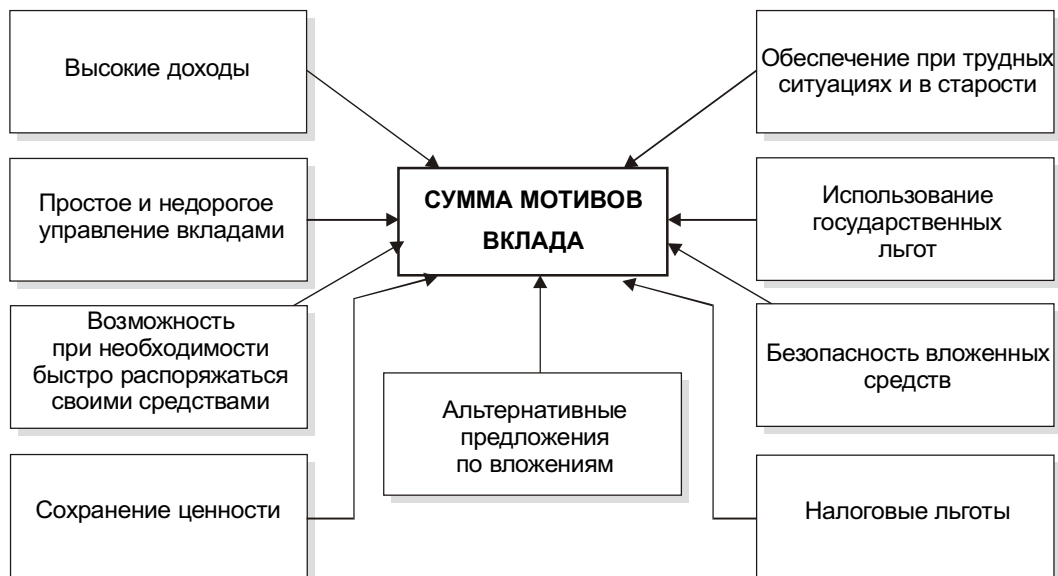 Высокие доходы
Обеспечение при трудных
ситуациях и в старости
Простое и недорогое
управление вкладами
СУММА МОТИВОВ
ВКЛАДА
Использование
государственных
льгот
Возможность
при необходимости
быстро распоряжаться
своими средствами
Альтернативные
предложения
по вложениям
Безопасность вложенных
средств
Сохранение ценности
Налоговые льготы